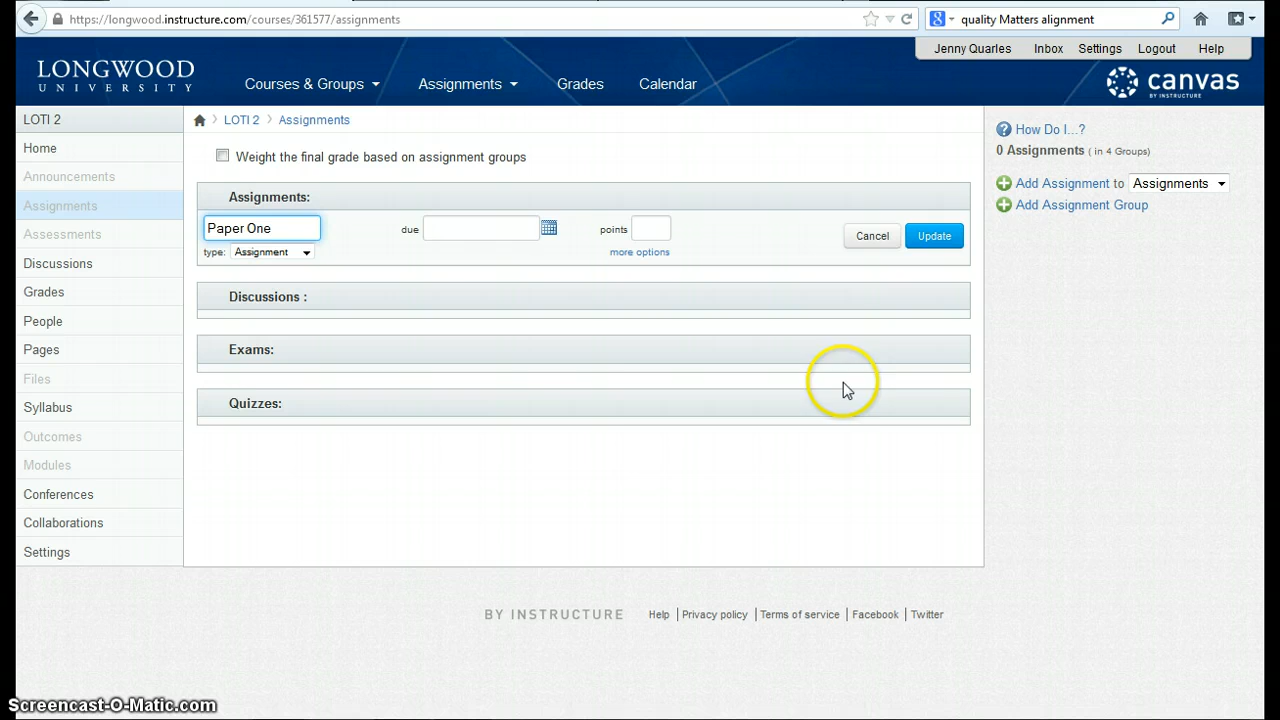 https://longwood.instructure.com/courses/361577/assignments
quality Matters alignment
Jenny Quarles Inbox Settings Logout Help
LONGWOOD
UNIVERSITY
Courses & Groups Assignments Grades Calendar
canvas
BY INSTRUCTURE
LOTI 2
Home
Announcements
Assignments
Assessments
Discussions
Grades
People
Pages
Files
Syllabus
Outcomes
Modules
Conferences
Collaborations
Settings
LOTI 2 Assignments
Weight the final grade based on assignment groups
Assignments:
Paper One due points Cancel Update
type: Assignment more options
Discussions :
Exams:
Quizzes:
How Do I...?
0 Assignments ( in 4 Groups)
Add Assignment to Assignments
Add Assignment Group
BY INSTRUCTURE Help Privacy policy Terms of service Facebook Twitter
Screencast-O-Matic.com